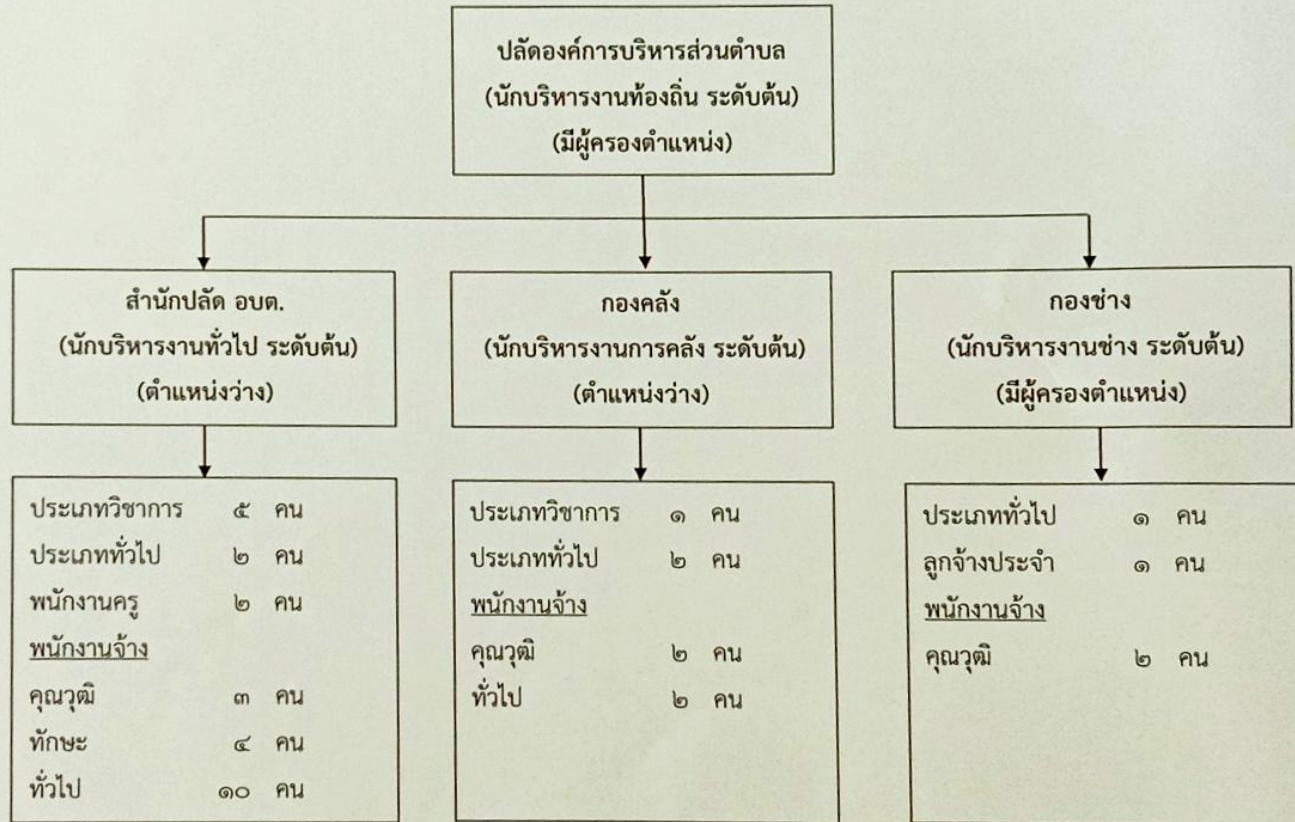 ปลัดองค์การบริหารส่วนตำบล
(นักบริหารงานท้องถิ่น ระดับต้น)
(มีผู้ครองตำแหน่ง)
สำนักปลัด อบต.
(นักบริหารงานทั่วไป ระดับต้น)
(ตำแหน่งว่าง)
กองคลัง
(นักบริหารงานการคลัง ระดับต้น)
(ตำแหน่งว่าง)
กองช่าง
(นักบริหารงานช่าง ระดับต้น)
(มีผู้ครองตำแหน่ง)
ประเภทวิชาการ ๕ คน
ประเภททั่วไป ๒ คน
พนักงานครู ๒ คน
พนักงานจ้าง
คุณวุฒิ ๓ คน
ทักษะ ๔ คน
ทั่วไป ๑๐ คน
ประเภทวิชาการ ๑ คน
ประเภททั่วไป ๒ คน
พนักงานจ้าง
คุณวุฒิ ๒ คน
ทั่วไป ๒ คน
ประเภททั่วไป ๑ คน
ลูกจ้างประจำ ๑ คน
พนักงานจ้าง
คุณวุฒิ ๒ คน